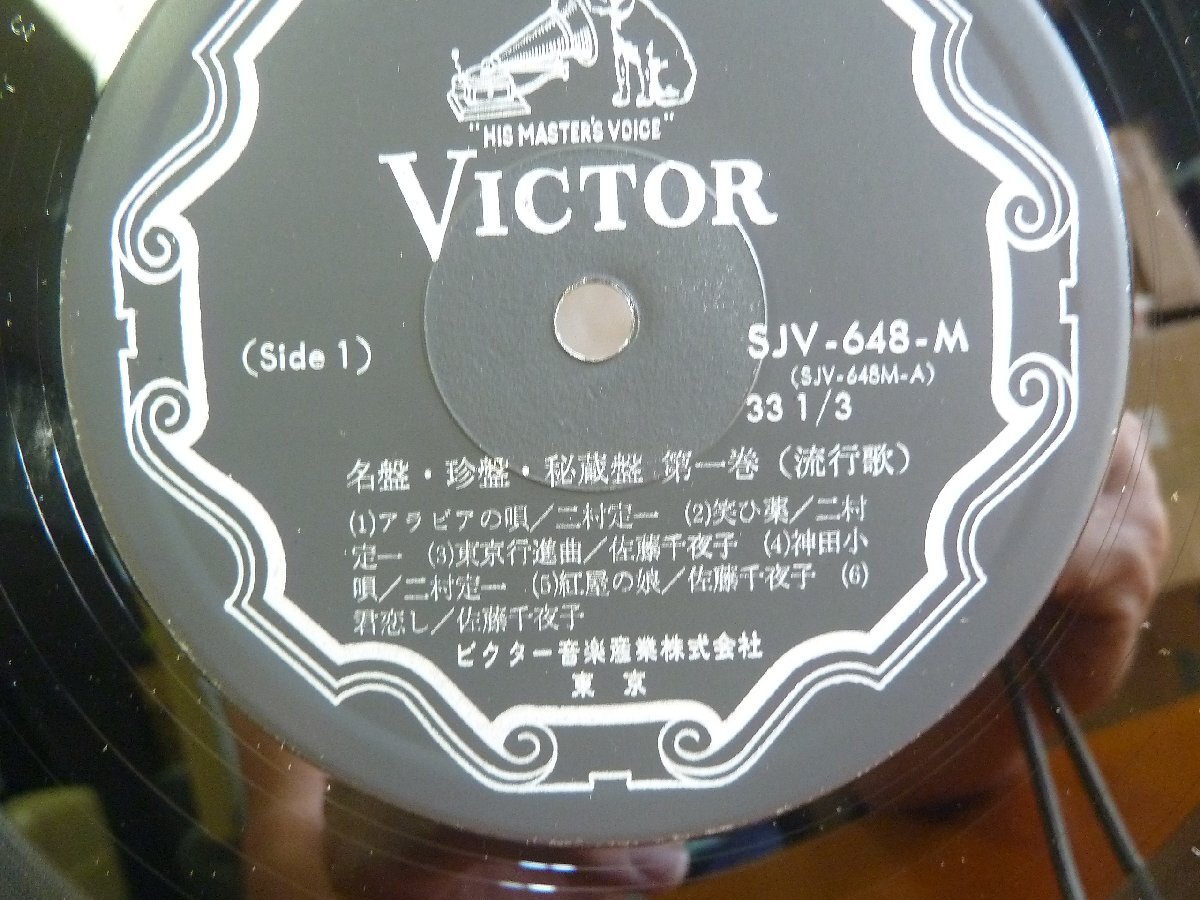 "HIS MASTER'S VOICE"
VICTOR
(Side 1)
SJV-648-M
(SJV-648M-A)
33 1/3
名盤・珍盤・秘蔵盤 第一巻（流行歌）
(1)アラビアの唄／二村定一 (2)笑ひ薬／二村
定一 (3)東京行進曲／佐藤千夜子 (4)神田小
唄／二村定一 (5)紅屋の娘／佐藤千夜子 (6)
君恋し／佐藤千夜子
ビクター音楽産業株式会社
東京